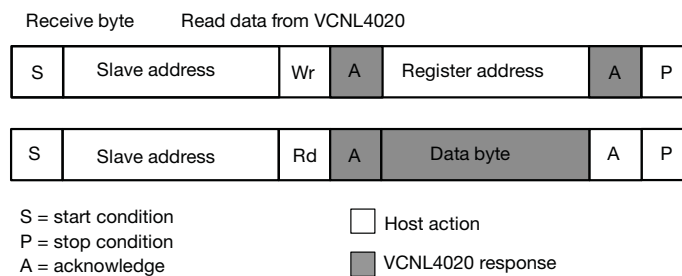 Receive byte Read data from VCNL4020
S Slave address Wr A Register address A P
S Slave address Rd A Data byte A P
S = start condition
P = stop condition
A = acknowledge
Host action
VCNL4020 response